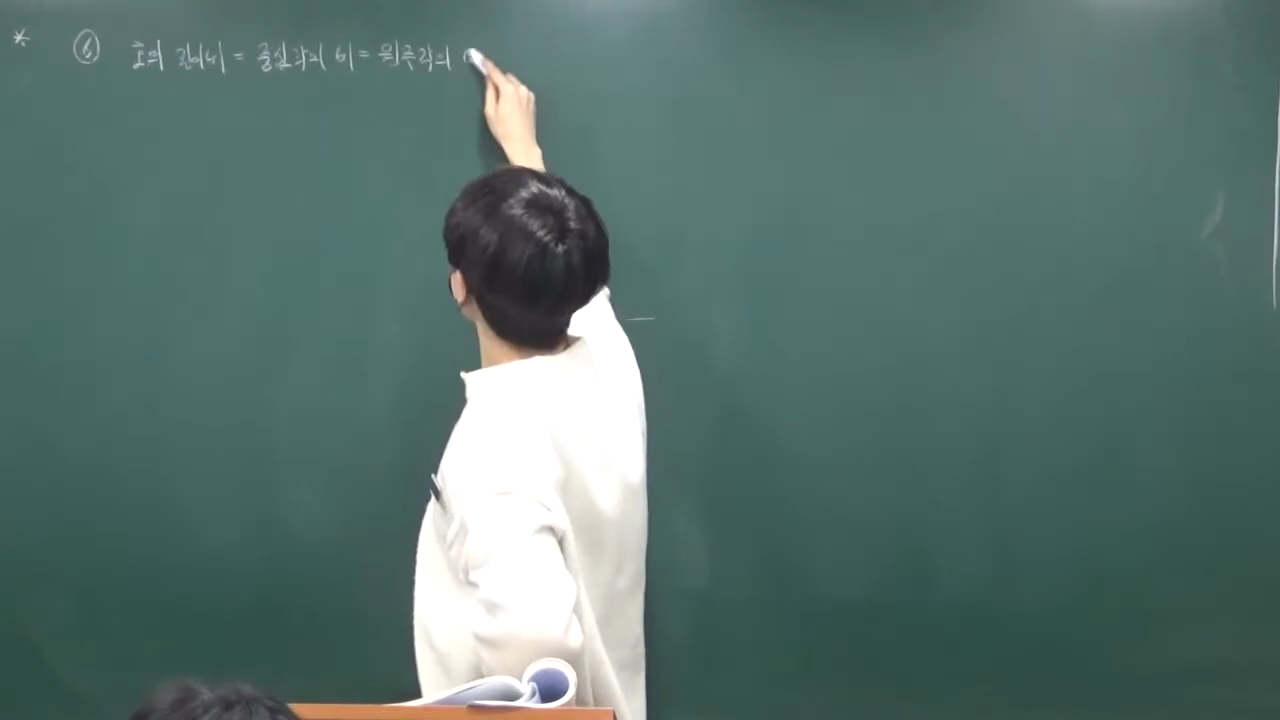 * ⑥ 호의 길이비 = 중심각의 비 = 원주각의